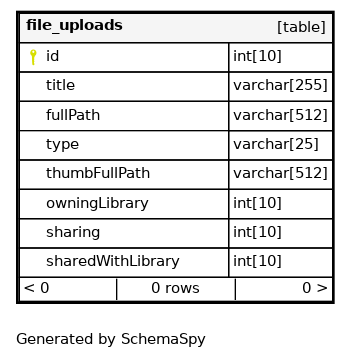 file_uploads [table]
id int[10]
title varchar[255]
fullPath varchar[512]
type varchar[25]
thumbFullPath varchar[512]
owningLibrary int[10]
sharing int[10]
sharedWithLibrary int[10]
< 0 0 rows 0 >
Generated by SchemaSpy